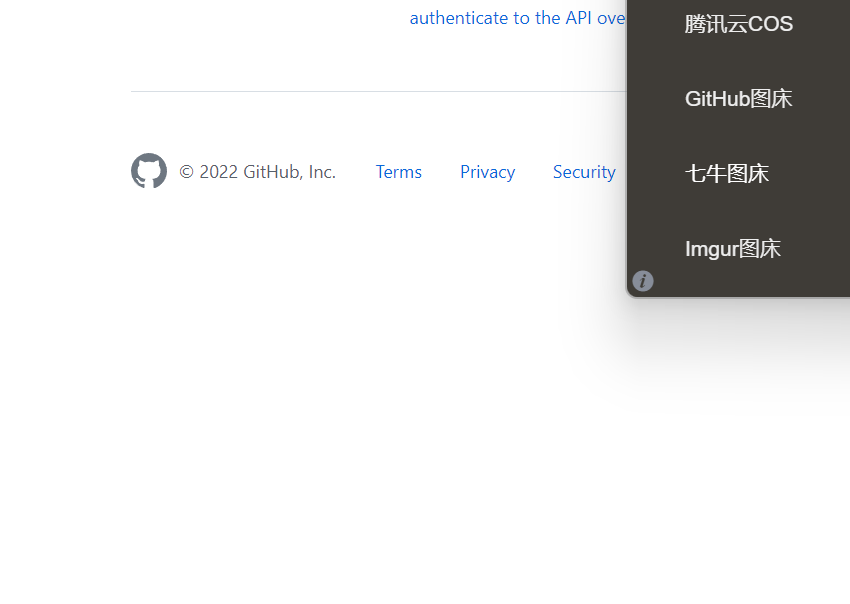 authenticate to the API ove
© 2022 GitHub, Inc. Terms Privacy Security
腾讯云COS
GitHub图床
七牛图床
Imgur图床
i